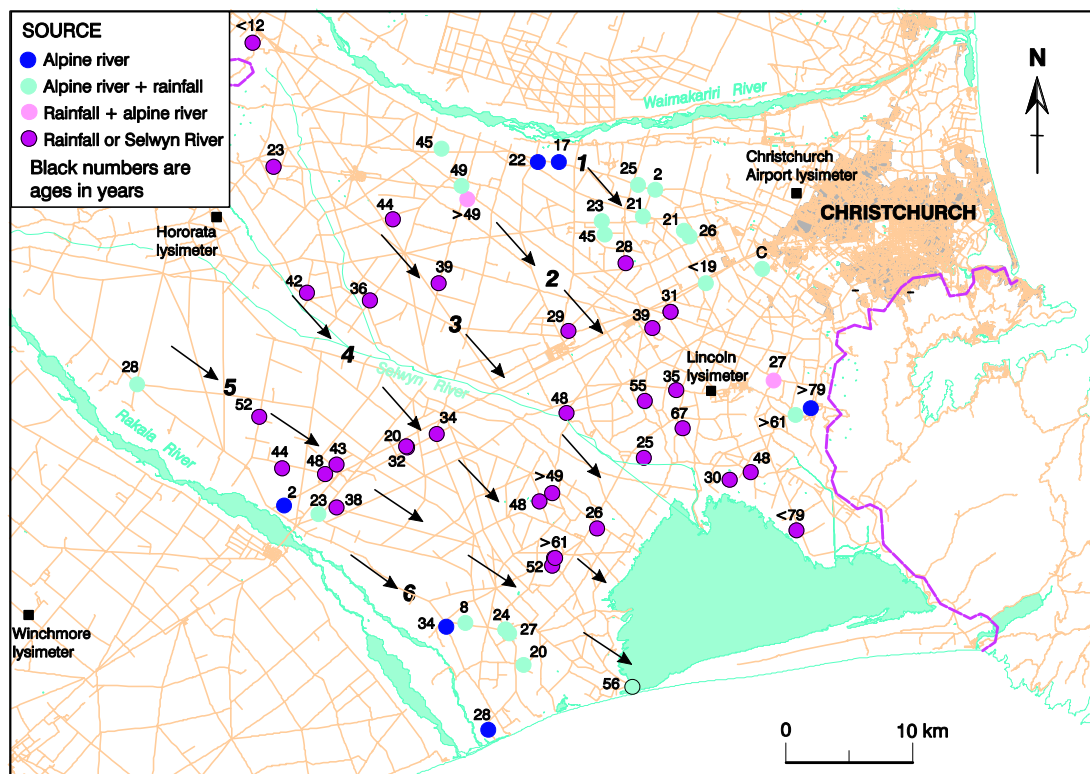 <12
SOURCE
Alpine river
Alpine river + rainfall
Rainfall + alpine river
Rainfall or Selwyn River
Black numbers are
ages in years
N
Waimakariri River
Christchurch
Airport lysimeter
CHRISTCHURCH
23
45
49
>49
22
17
1
25
2
21
23
45
21
26
28
<19
C
Hororata
lysimeter
44
39
42
36
2
3
4
29
31
39
Selwyn River
Lincoln
lysimeter
35
55
67
27
>79
>61
28
5
52
Rakaia River
44
48
43
2
23
38
20
32
34
48
25
30
48
<79
>49
48
26
>61
52
6
34
8
24
27
20
56
28
Winchmore
lysimeter
0
10 km